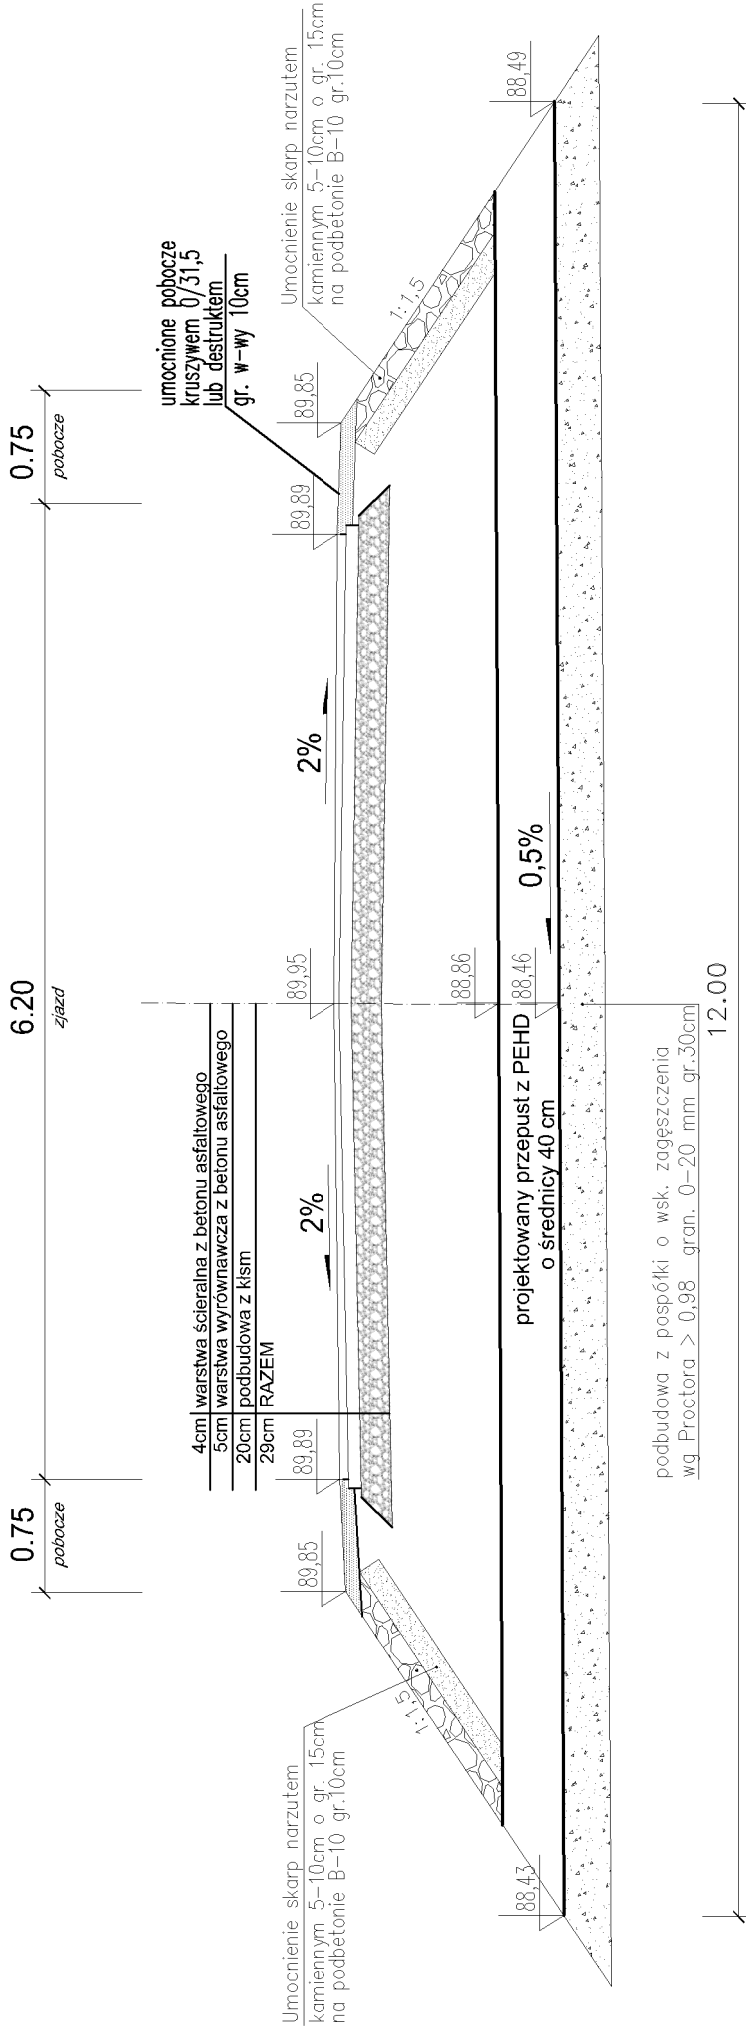 0.75
pobocze
6.20
zjazd
0.75
pobocze
4cm warstwa ścieralna z betonu asfaltowego
5cm warstwa wyrównawcza z betonu asfaltowego
20cm podbudowa z kłsm
29cm RAZEM
umocnione pobocze
kruszywem 0/31,5
lub destruktem
gr. w-wy 10cm
Umocnienie skarp narzutem
kamiennym 5-10cm o gr. 15cm
na podbetonie B-10 gr.10cm
Umocnienie skarp narzutem
kamiennym 5-10cm o gr. 15cm
na podbetonie B-10 gr.10cm
89,85
89,89
2%
89,95
2%
89,89
89,85
1:1,5
1:1,5
88,86
88,43
projektowany przepust z PEHD
o średnicy 40 cm
88,46
0,5%
88,49
podbudowa z pospółki o wsk. zagęszczenia
wg Proctora > 0,98 gran. 0-20 mm gr.30cm
12.00